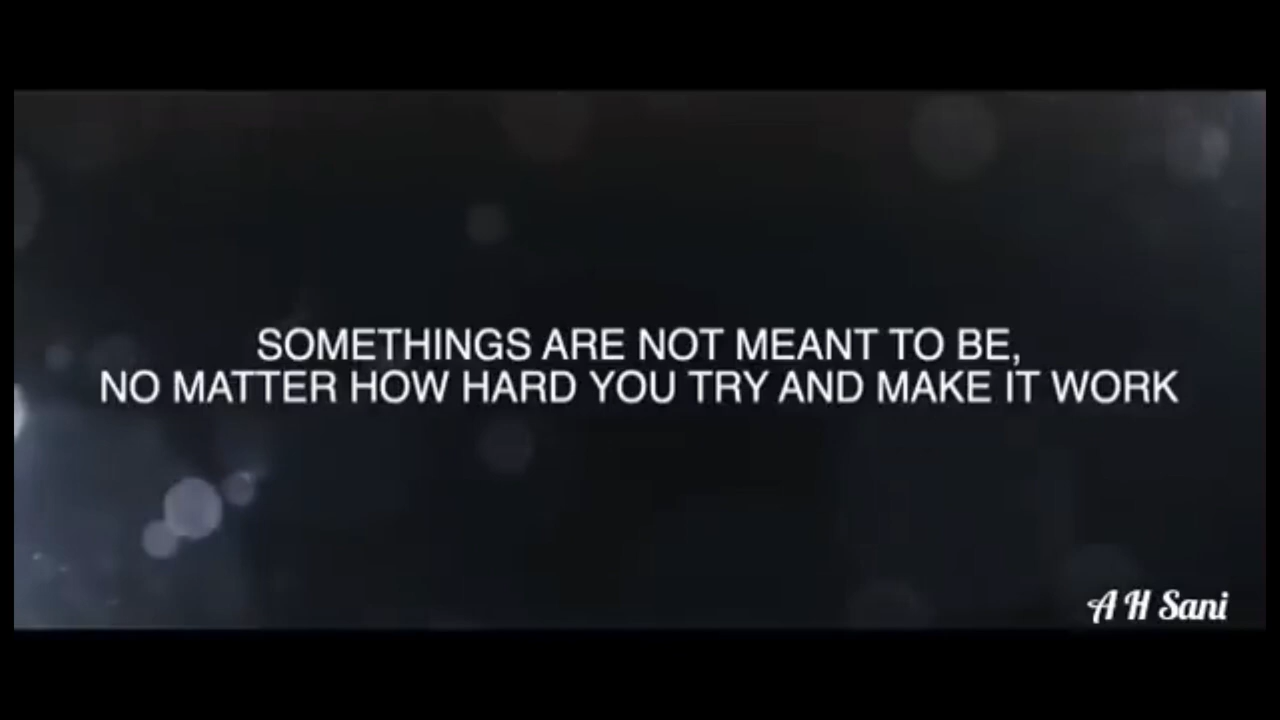 SOMETHINGS ARE NOT MEANT TO BE,
NO MATTER HOW HARD YOU TRY AND MAKE IT WORK
A H Sani